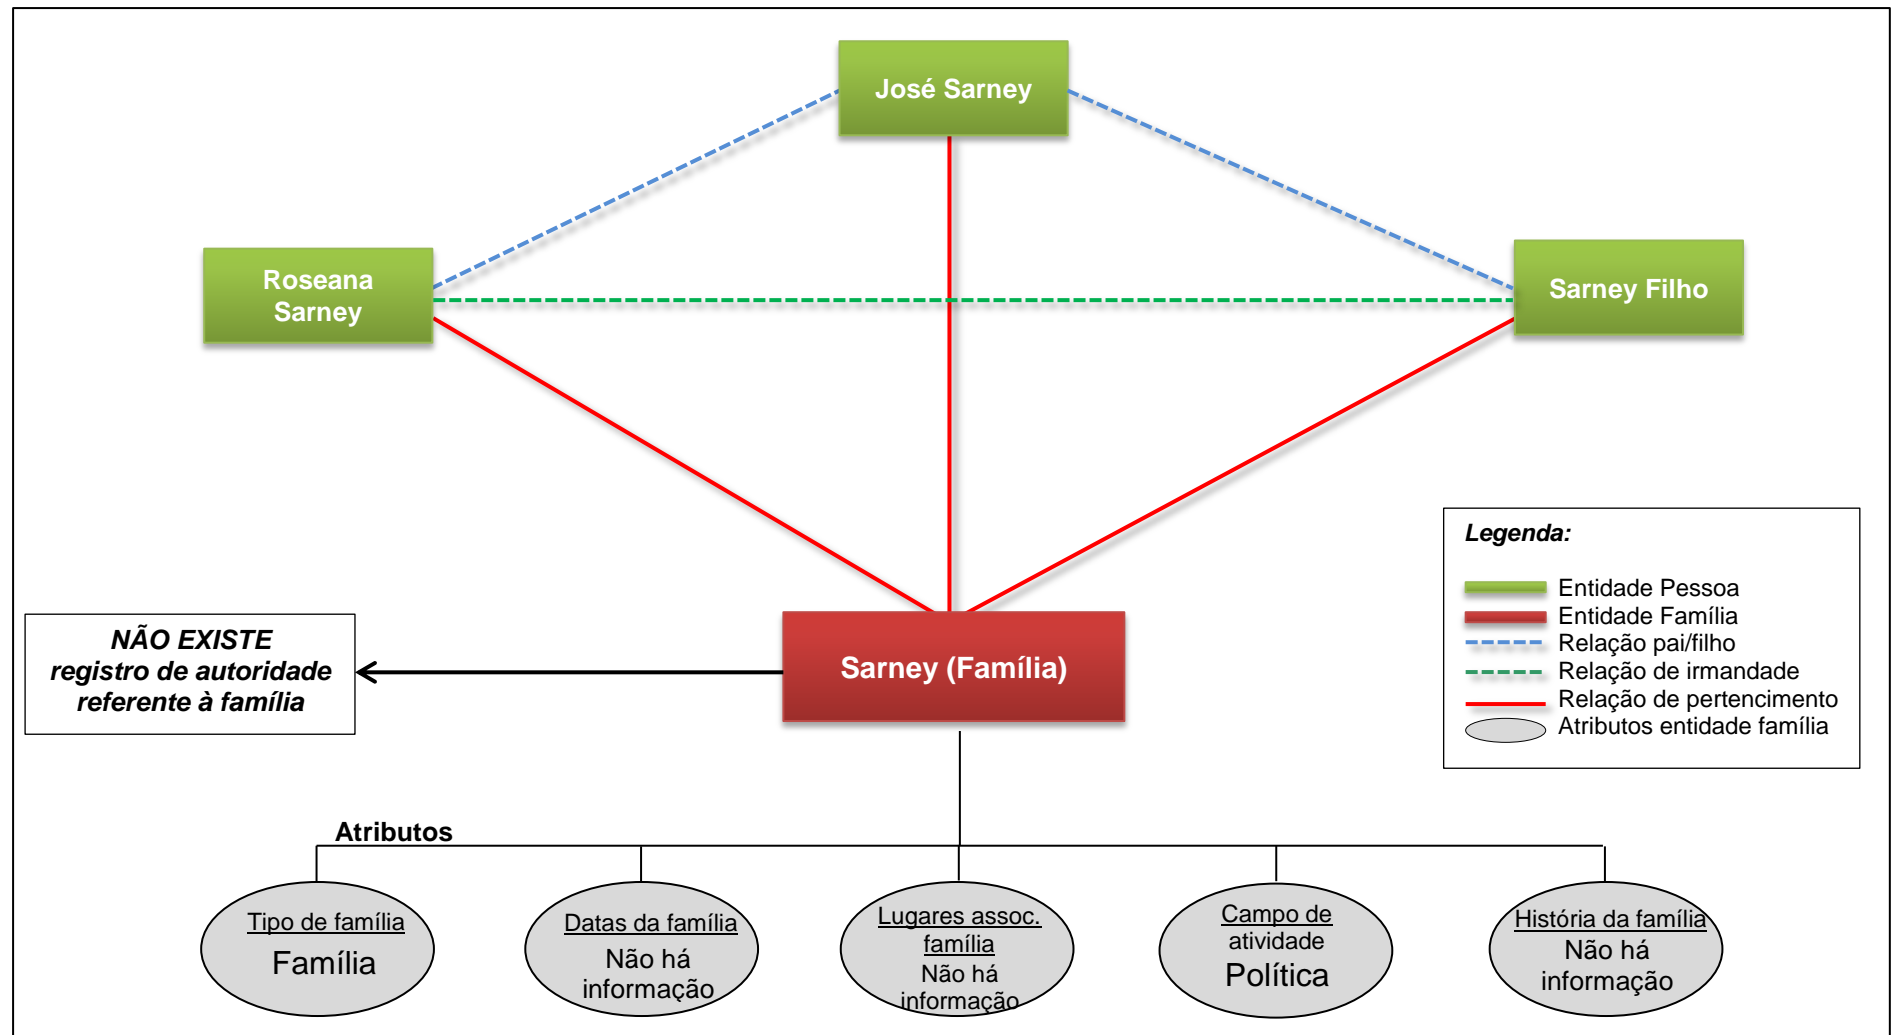 José Sarney
Roseana
Sarney
Sarney Filho
Legenda:
Entidade Pessoa
Entidade Família
Relação pai/filho
Relação de irmandade
Relação de pertencimento
Atributos entidade família
NÃO EXISTE
registro de autoridade
referente à família
Sarney (Família)
Atributos
Tipo de família
Família
Datas da família
Não há
informação
Lugares assoc.
família
Não há
informação
Campo de
atividade
Política
História da família
Não há
informação